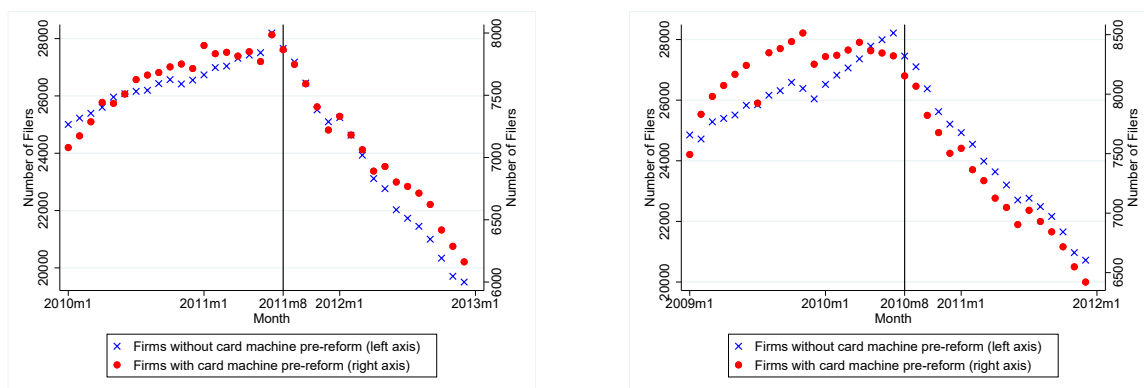 Number of Filers
28000
26000
24000
22000
20000
8000
7500
7000
6500
6000
Number of Filers
2010m1
2011m1
2011m8
2012m1
2013m1
Month
Firms without card machine pre-reform (left axis)
Firms with card machine pre-reform (right axis)
Number of Filers
28000
26000
24000
22000
20000
8500
8000
7500
7000
6500
Number of Filers
2009m1
2010m1
2010m8
2011m1
2012m1
Month
Firms without card machine pre-reform (left axis)
Firms with card machine pre-reform (right axis)